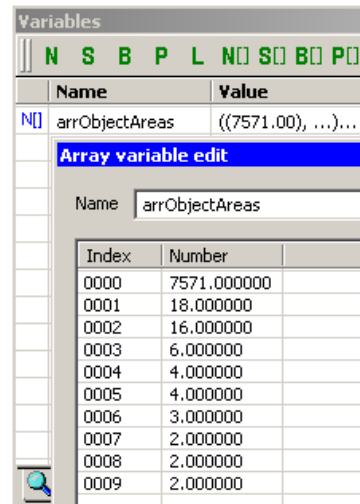 Variables
N S B P L N[] S[] B[] P[]
Name Value
N[] arrObjectAreas ((7571.00), ...)...
Array variable edit
Name arrObjectAreas
Index Number
0000 7571.000000
0001 18.000000
0002 16.000000
0003 6.000000
0004 4.000000
0005 4.000000
0006 3.000000
0007 2.000000
0008 2.000000
0009 2.000000